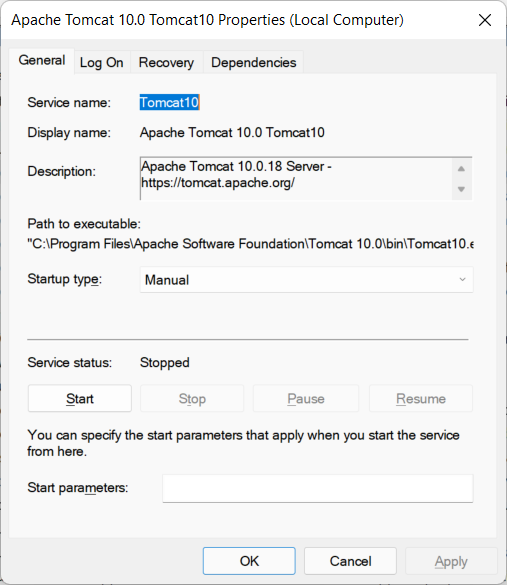 Apache Tomcat 10.0 Tomcat10 Properties (Local Computer)
General Log On Recovery Dependencies
Service name: Tomcat10
Display name: Apache Tomcat 10.0 Tomcat10
Description: Apache Tomcat 10.0.18 Server -
https://tomcat.apache.org/
Path to executable:
"C:\Program Files\Apache Software Foundation\Tomcat 10.0\bin\Tomcat10.e
Startup type: Manual
Service status: Stopped
Start Stop Pause Resume
You can specify the start parameters that apply when you start the service
from here.
Start parameters:
OK Cancel Apply